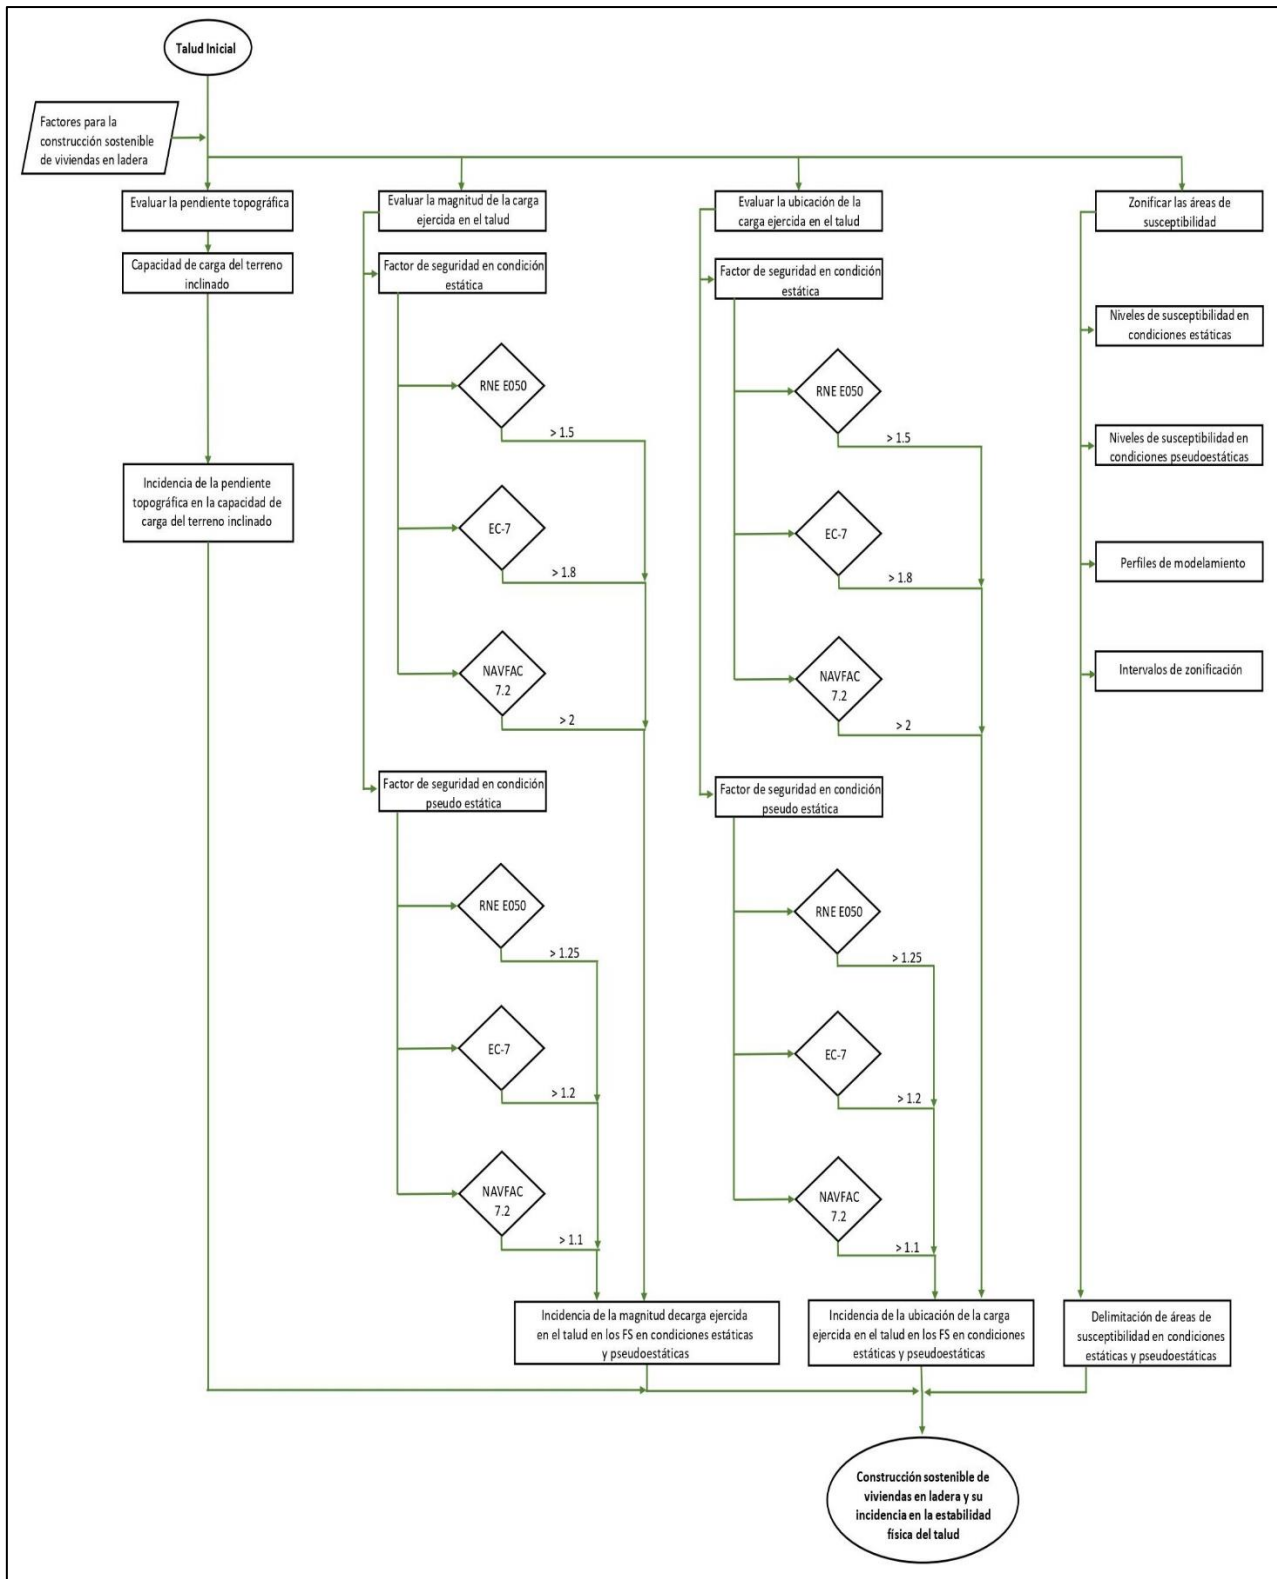 Talud Inicial
Factores para la
construcción sostenible
de viviendas en ladera
Evaluar la pendiente topográfica
Capacidad de carga del terreno
inclinado
Incidencia de la pendiente
topográfica en la capacidad de
carga del terreno inclinado
Evaluar la magnitud de la carga
ejercida en el talud
Factor de seguridad en condición
estática
RNE E050
> 1.5
EC-7
> 1.8
NAVFAC
7.2
> 2
Factor de seguridad en condición
pseudo estática
RNE E050
> 1.25
EC-7
> 1.2
NAVFAC
7.2
> 1.1
Incidencia de la magnitud decarga ejercida
en el talud en los FS en condiciones estáticas
y pseudoestáticas
Evaluar la ubicación de la
carga ejercida en el talud
Factor de seguridad en condición
estática
RNE E050
> 1.5
EC-7
> 1.8
NAVFAC
7.2
> 2
Factor de seguridad en condición
pseudo estática
RNE E050
> 1.25
EC-7
> 1.2
NAVFAC
7.2
> 1.1
Incidencia de la ubicación de la carga
ejercida en el talud en los FS en condiciones
estáticas y pseudoestáticas
Zonificar las áreas de
susceptibilidad
Niveles de susceptibilidad en
condiciones estáticas
Niveles de susceptibilidad en
condiciones pseudoestáticas
Perfiles de modelamiento
Intervalos de zonificación
Delimitación de áreas de
susceptibilidad en condiciones
estáticas y pseudoestáticas
Construcción sostenible de
viviendas en ladera y su
incidencia en la estabilidad
física del talud